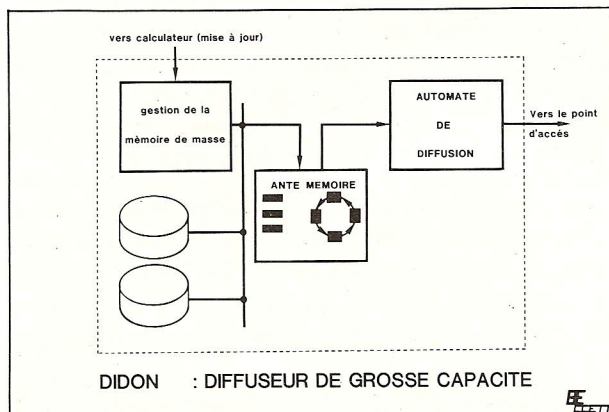 vers calculateur (mise à jour)
gestion de la
mèmoire de masse
AUTOMATE
DE
DIFFUSION
Vers le point
d'accés
ANTE MEMOIRE
DIDON : DIFFUSEUR DE GROSSE CAPACITE